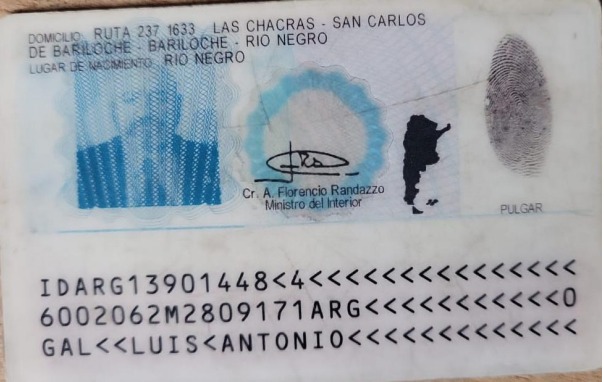 DOMICILIO: RUTA 237 1633 LAS CHACRAS - SAN CARLOS
DE BARILOCHE - BARILOCHE - RIO NEGRO
LUGAR DE NACIMIENTO: RIO NEGRO
Cr. A. Florencio Randazzo
Ministro del Interior
PULGAR
IDARG13901448<4<<<<<<<<<<<<<<<
6002062M2809171ARG<<<<<<<<<<<0
GAL<<LUIS<ANTONIO<<<<<<<<<<<<<